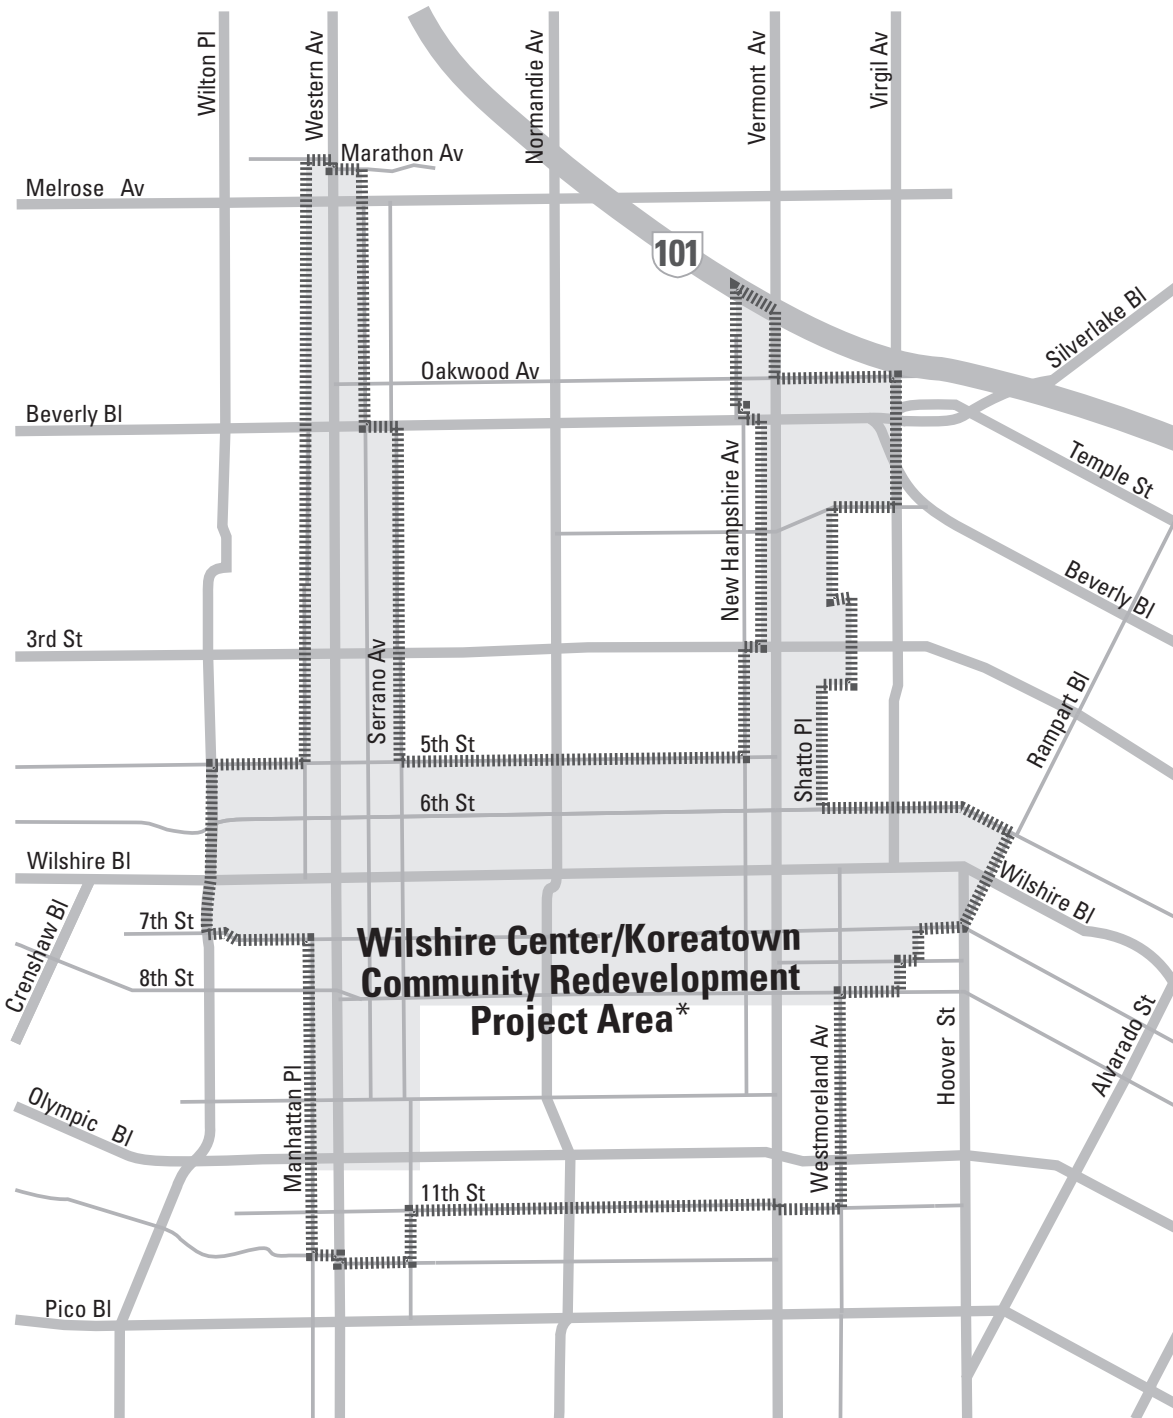 Wilton Pl
Western Av
Normandie Av
Vermont Av
Virgil Av
Marathon Av
Melrose Av
101
Silverlake Bl
Oakwood Av
Beverly Bl
Temple St
New Hampshire Av
Beverly Bl
3rd St
Serrano Av
Rampart Bl
5th St
Shatto Pl
6th St
Wilshire Bl
Wilshire Bl
Crenshaw Bl
7th St
Wilshire Center/Koreatown
Community Redevelopment
Project Area*
8th St
Alvarado St
Hoover St
Westmoreland Av
Manhattan Pl
Olympic Bl
11th St
Pico Bl